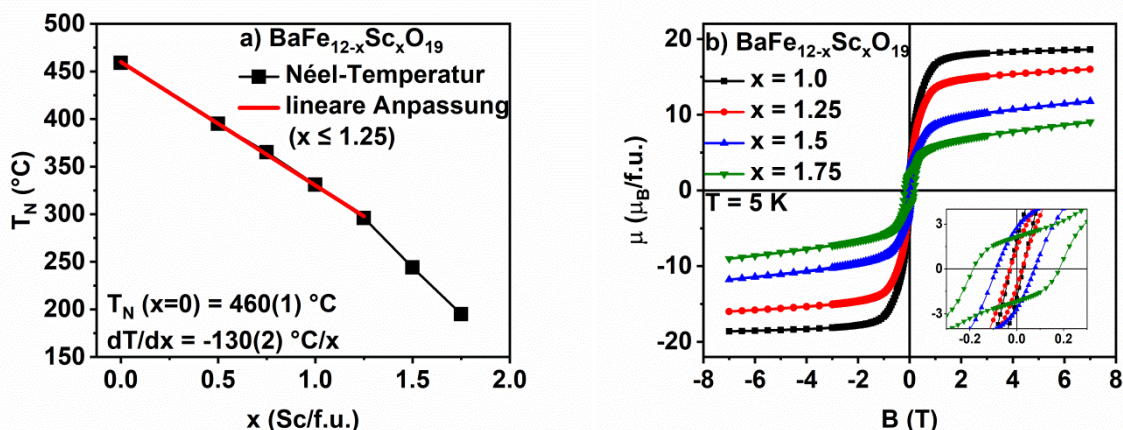 a) BaFe12-xScxO19
Néel-Temperatur
lineare Anpassung
(x ≤ 1.25)
TN (°C)
500
450
400
350
300
250
200
150
TN (x=0) = 460(1) °C
dT/dx = -130(2) °C/x
0.0 0.5 1.0 1.5 2.0
x (Sc/f.u.)
b) BaFe12-xScxO19
x = 1.0
x = 1.25
x = 1.5
x = 1.75
T = 5 K
μ (μB/f.u.)
20
10
0
-10
-20
3
0
-3
-0.2 0.0 0.2
-8 -6 -4 -2 0 2 4 6 8
B (T)